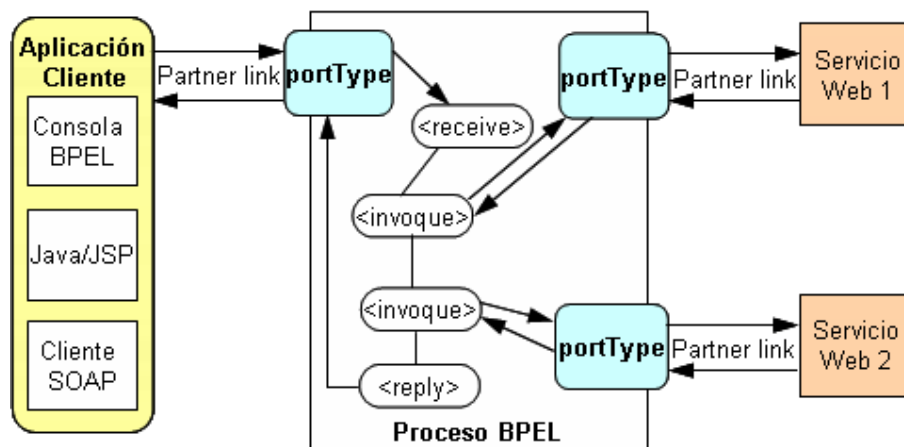 Aplicación
Cliente
Consola
BPEL
Java/JSP
Cliente
SOAP
Partner link
portType
<receive>
<invoque>
<invoque>
<reply>
portType
Partner link
Servicio
Web 1
portType
Partner link
Servicio
Web 2
Proceso BPEL